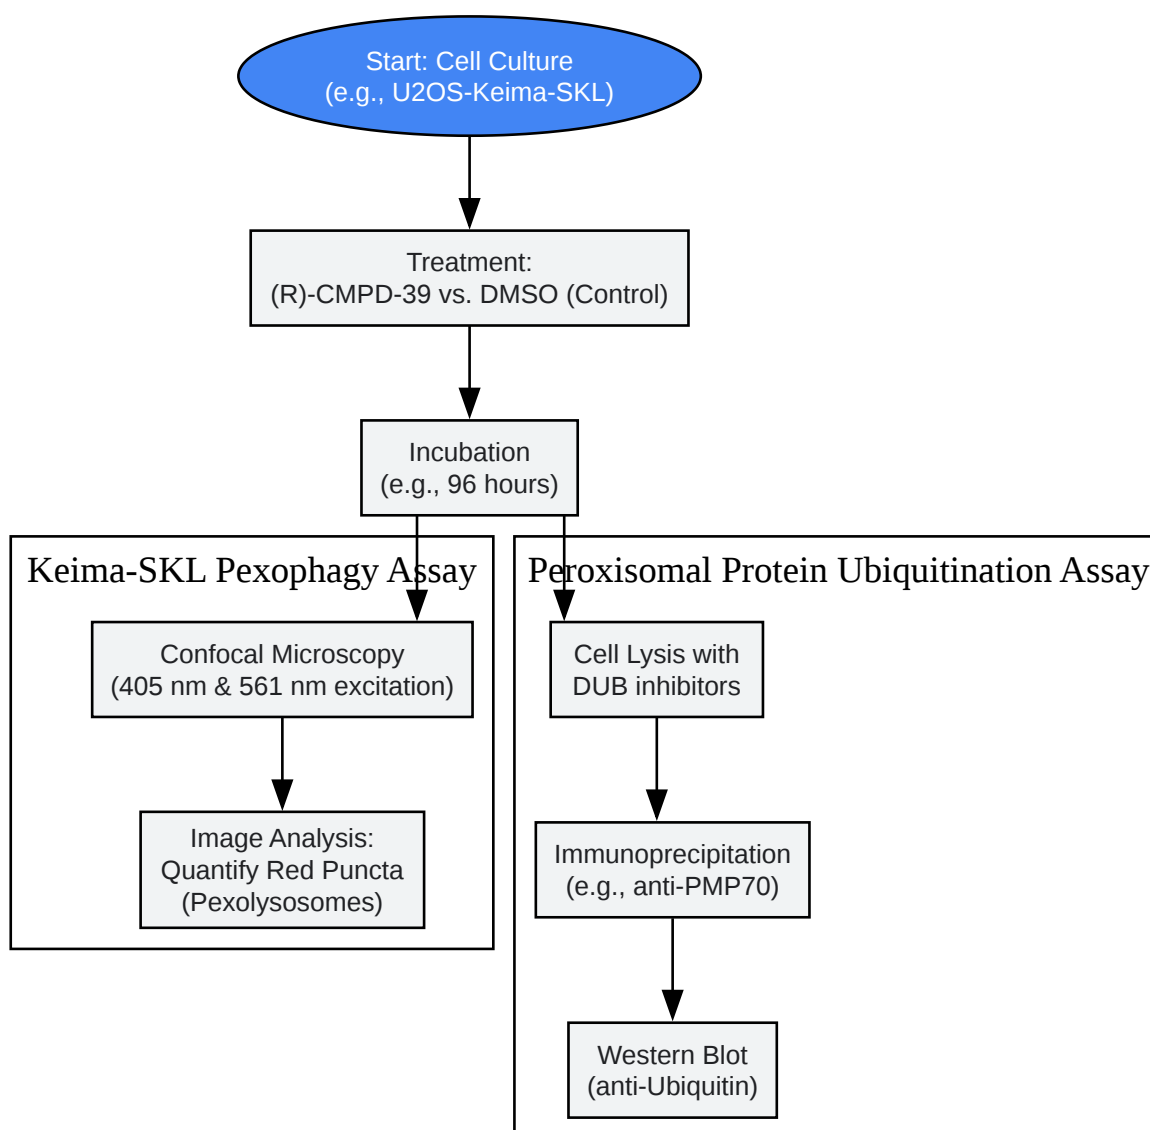 Start: Cell Culture
(e.g., U2OS-Keima-SKL)
Treatment:
(R)-CMPD-39 vs. DMSO (Control)
Incubation
(e.g., 96 hours)
Keima-SKL Pexophagy Assay
Confocal Microscopy
(405 nm & 561 nm excitation)
Image Analysis:
Quantify Red Puncta
(Pexolysosomes)
Peroxisomal Protein Ubiquitination Assay
Cell Lysis with
DUB inhibitors
Immunoprecipitation
(e.g., anti-PMP70)
Western Blot
(anti-Ubiquitin)